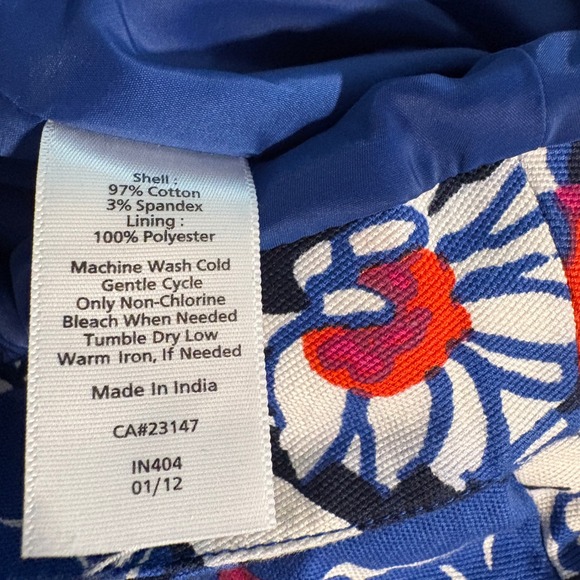 Shell :
97% Cotton
3% Spandex
Lining :
100% Polyester
Machine Wash Cold
Gentle Cycle
Only Non-Chlorine
Bleach When Needed
Tumble Dry Low
Warm Iron, If Needed
Made In India
CA#23147
IN404
01/12